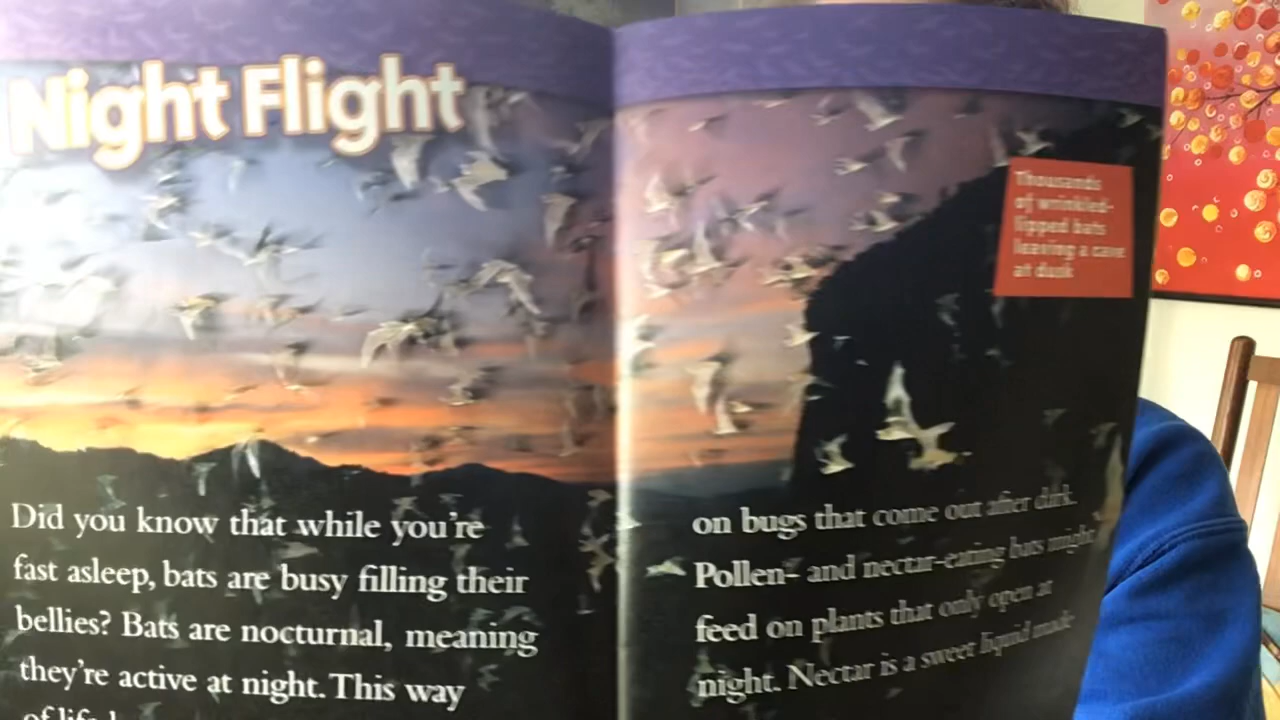 Night Flight
Did you know that while you're
fast asleep, bats are busy filling their
bellies? Bats are nocturnal, meaning
they're active at night. This way
of life
Thousands
of wrinkled-
lipped bats
leaving a cave
at dusk
on bugs that come out after dark.
Pollen- and nectar-eating bats might
feed on plants that only open at
night. Nectar is a sweet liquid made